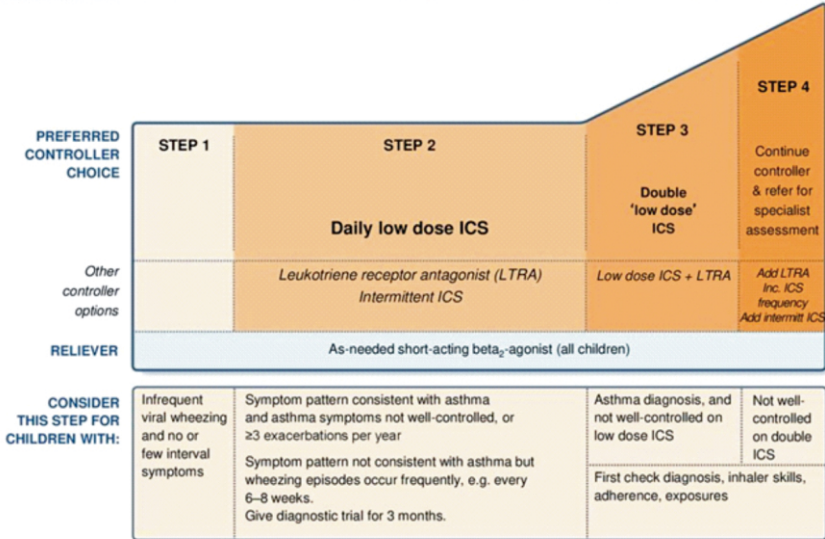 PREFERRED
CONTROLLER
CHOICE
STEP 1
STEP 2
Daily low dose ICS
STEP 3
Double
‘low dose’
ICS
STEP 4
Continue
controller
& refer for
specialist
assessment
Other
controller
options
Leukotriene receptor antagonist (LTRA)
Intermittent ICS
Low dose ICS + LTRA
Add LTRA
Inc. ICS
frequency
Add intermitt ICS
RELIEVER
As-needed short-acting beta₂-agonist (all children)
CONSIDER
THIS STEP FOR
CHILDREN WITH:
Infrequent
viral wheezing
and no or
few interval
symptoms
Symptom pattern consistent with asthma
and asthma symptoms not well-controlled, or
≥3 exacerbations per year
Symptom pattern not consistent with asthma but
wheezing episodes occur frequently, e.g. every
6–8 weeks.
Give diagnostic trial for 3 months.
Asthma diagnosis, and
not well-controlled on
low dose ICS
Not well-
controlled
on double
ICS
First check diagnosis, inhaler skills,
adherence, exposures